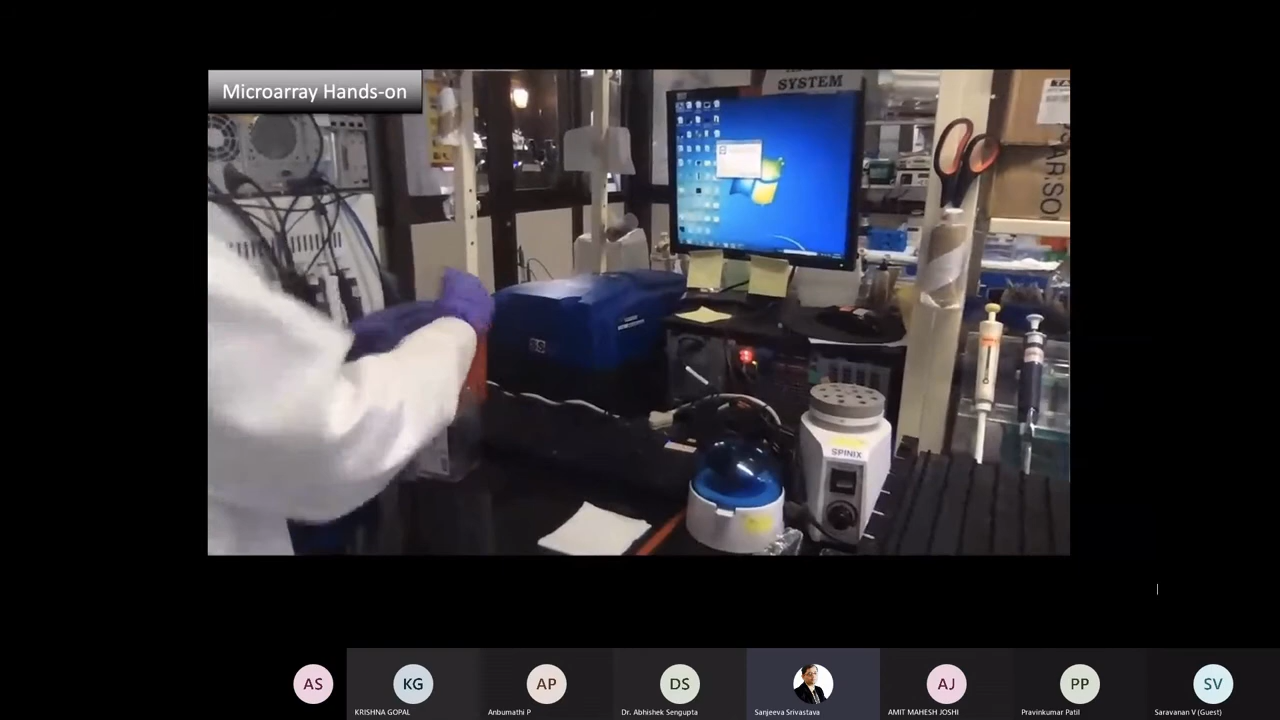 Microarray Hands-on
SYSTEM
SPINIX
AS
KG
AP
DS
AJ
PP
SV
KRISHNA GOPAL
Anbumathi P
Dr. Abhishek Sengupta
Sanjeeva Srivastava
AMIT MAHESH JOSHI
Pravinkumar Patil
Saravanan V (Guest)